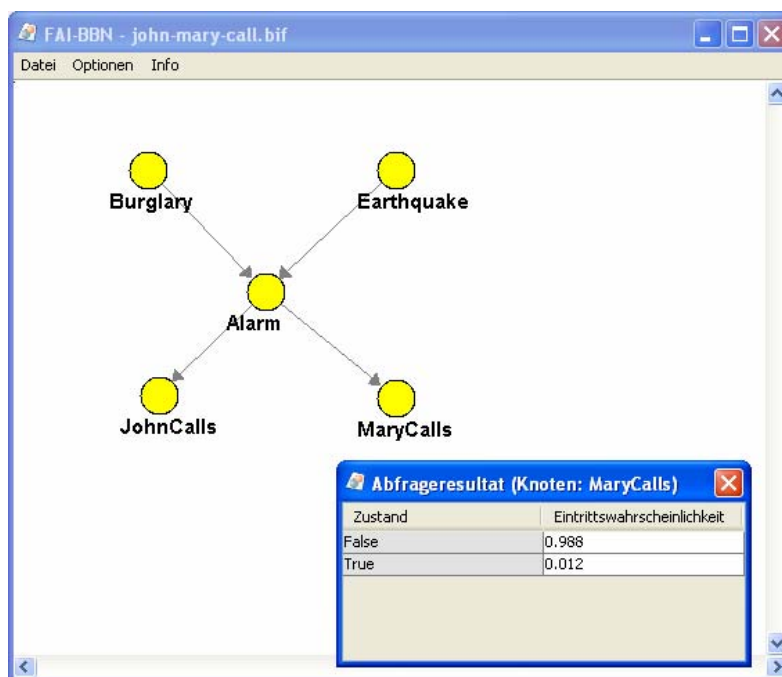 FAI-BBN - john-mary-call.bif
Datei Optionen Info
Burglary Earthquake
Alarm
JohnCalls MaryCalls
Abfrageresultat (Knoten: MaryCalls)
Zustand Eintrittswahrscheinlichkeit
False 0.988
True 0.012